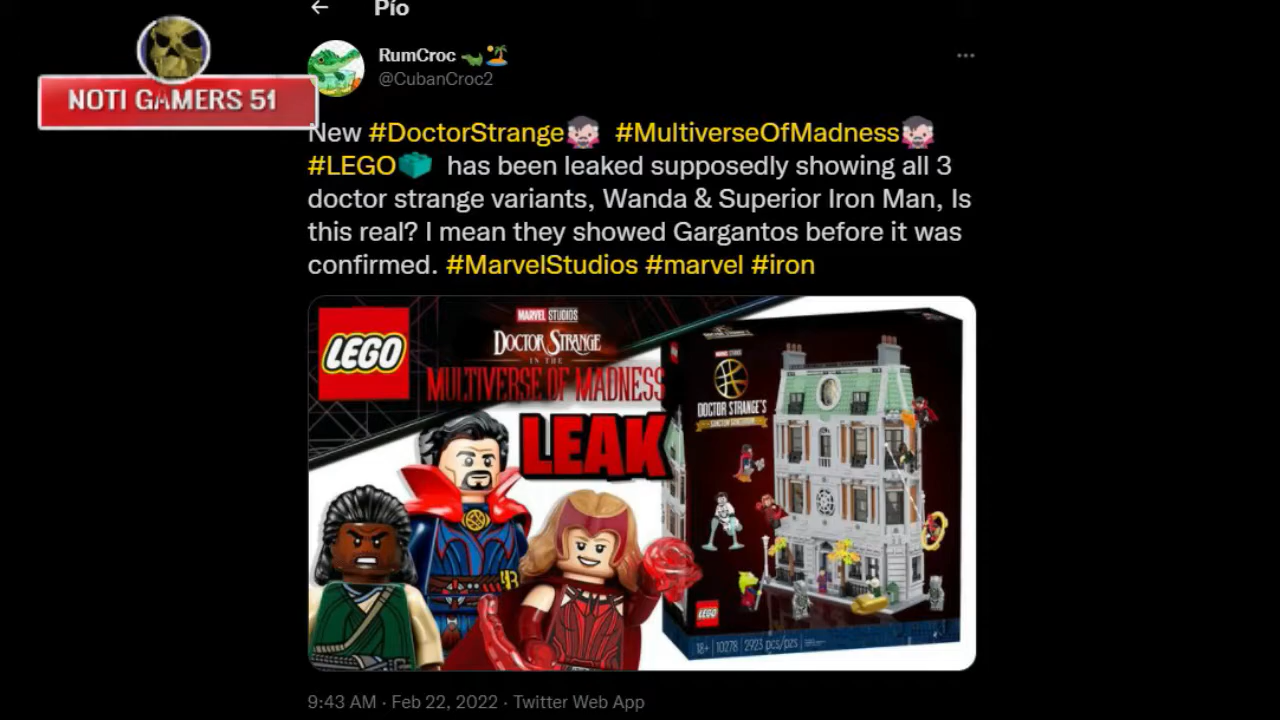 Pío
NOTI GAMERS 51
RumCroc
@CubanCroc2
New #DoctorStrange #MultiverseOfMadness
#LEGO has been leaked supposedly showing all 3
doctor strange variants, Wanda & Superior Iron Man, Is
this real? I mean they showed Gargantos before it was
confirmed. #MarvelStudios #marvel #iron
LEGO
MARVEL STUDIOS
DOCTOR STRANGE
IN THE
MULTIVERSE OF MADNESS
LEAK
MARVEL STUDIOS
DOCTOR STRANGE'S
SANCTUM SANCTORUM
LEGO
18+ 10278 2923 pcs/pzs
9:43 AM · Feb 22, 2022 · Twitter Web App